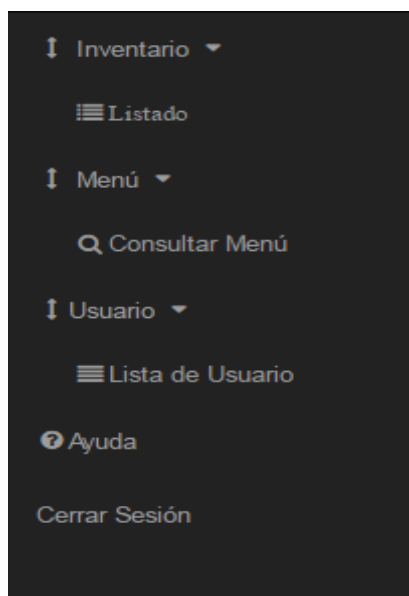 Inventario
Listado
Menú
Consultar Menú
Usuario
Lista de Usuario
Ayuda
Cerrar Sesión